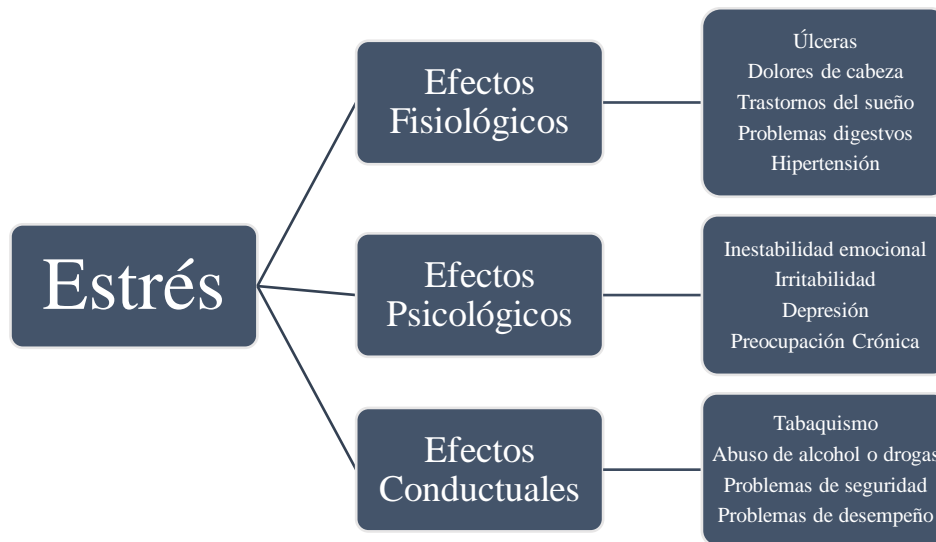 Estrés
Efectos
Fisiológicos
Úlceras
Dolores de cabeza
Trastornos del sueño
Problemas digestvos
Hipertensión
Efectos
Psicológicos
Inestabilidad emocional
Irritabilidad
Depresión
Preocupación Crónica
Efectos
Conductuales
Tabaquismo
Abuso de alcohol o drogas
Problemas de seguridad
Problemas de desempeño